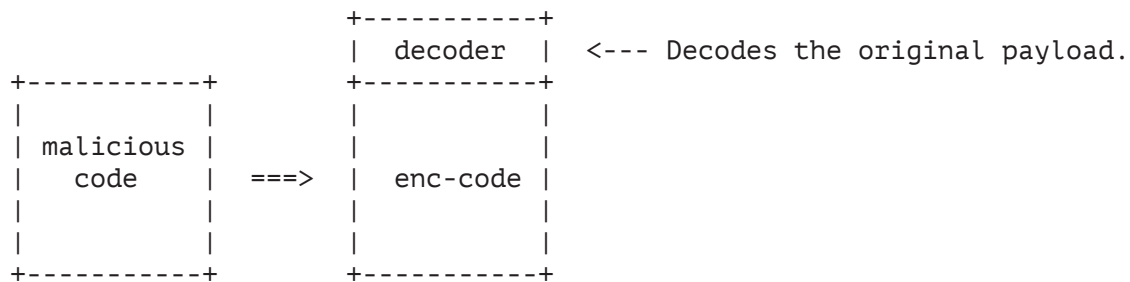 decoder <--- Decodes the original payload.
malicious
code ===> enc-code